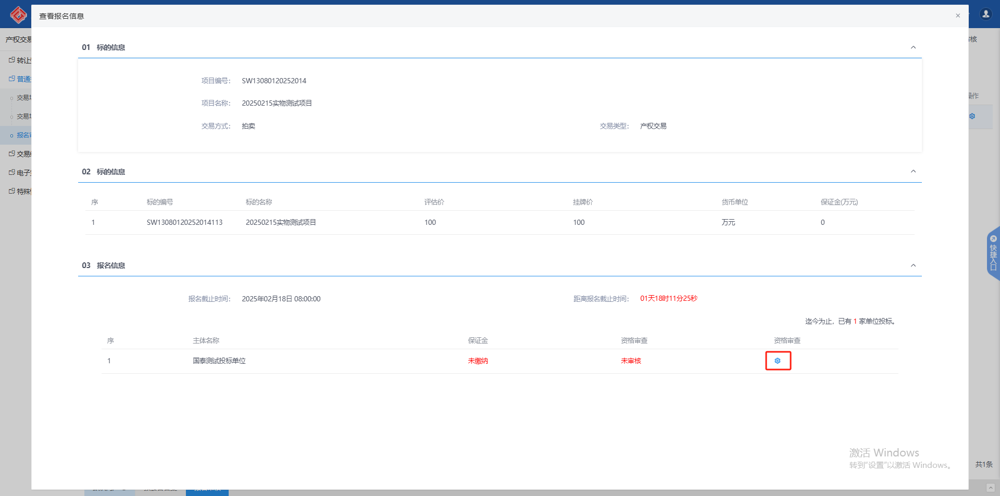 查看报名信息
×
产权交易
转让
普通
交易
交易
报名
交易
电子
特殊
核
操作
01 标的信息
项目编号： SW13080120252014
项目名称： 20250215实物测试项目
交易方式： 拍卖 交易类型： 产权交易
02 标的信息
序 标的编号 标的名称 评估价 挂牌价 货币单位 保证金(万元)
1 SW13080120252014113 20250215实物测试项目 100 100 万元 0
快捷入口
03 报名信息
报名截止时间： 2025年02月18日 08:00:00 距离报名截止时间： 01天18时11分25秒
迄今为止，已有 1 家单位投标。
序 主体名称 保证金 资格审查 资格审查
1 国泰测试投标单位 未缴纳 未审核
激活 Windows
转到“设置”以激活 Windows。
共1条